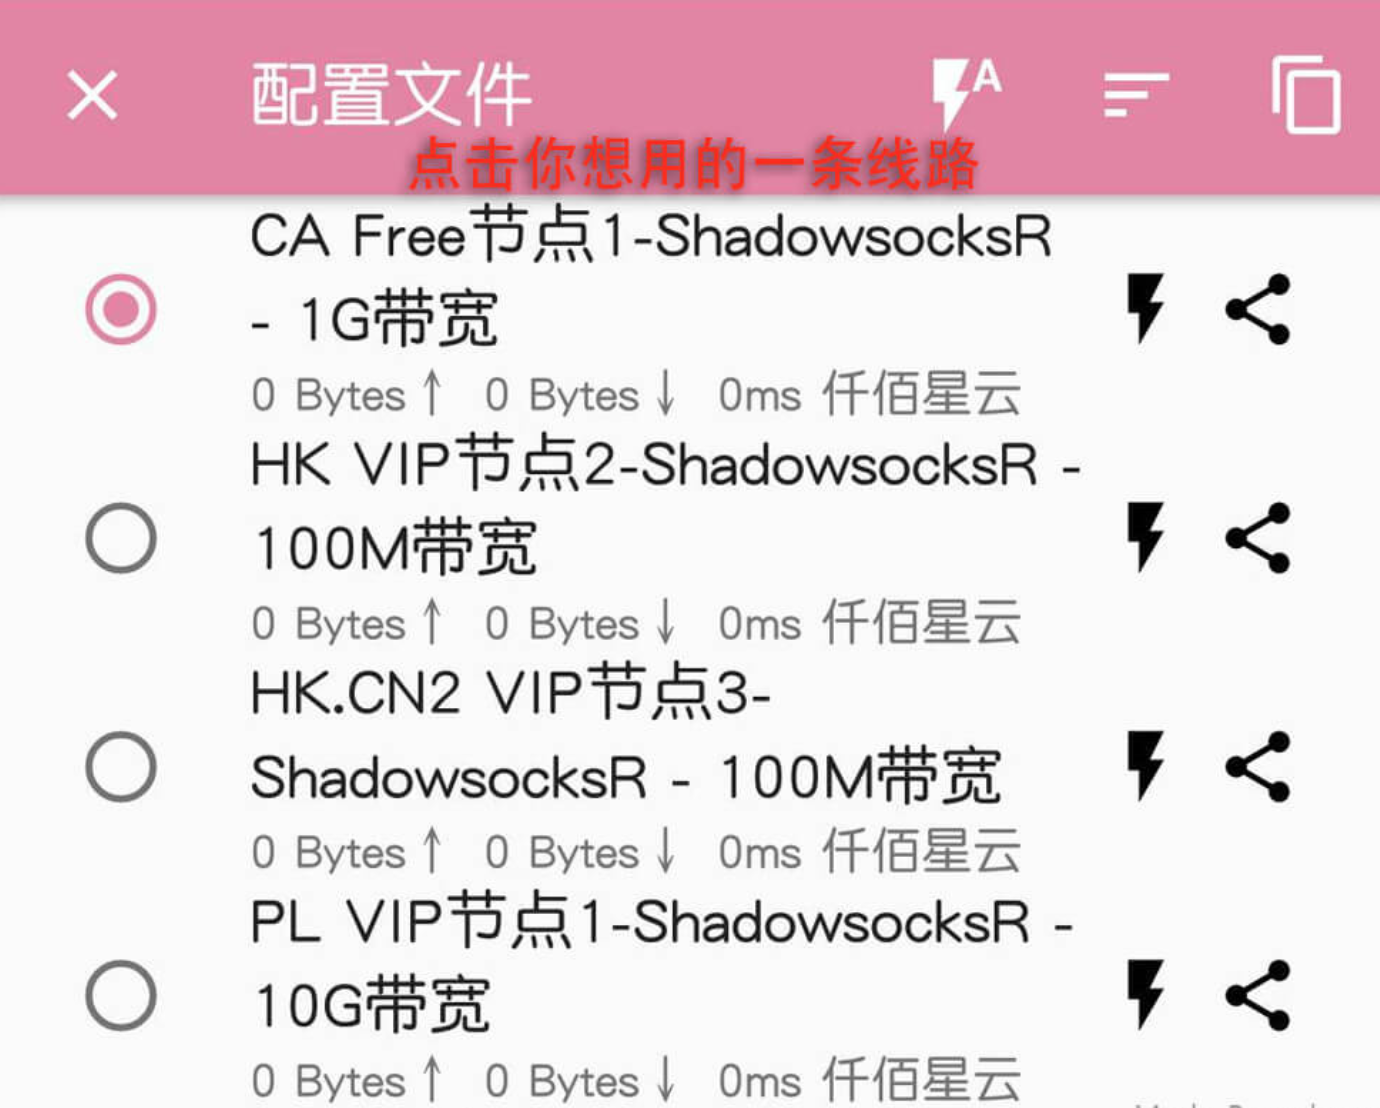 配置文件
A
点击你想用的一条线路
CA Free节点1-ShadowsocksR
- 1G带宽
0 Bytes↑ 0 Bytes↓ 0ms 仟佰星云
HK VIP节点2-ShadowsocksR -
100M带宽
0 Bytes↑ 0 Bytes↓ 0ms 仟佰星云
HK.CN2 VIP节点3-
ShadowsocksR - 100M带宽
0 Bytes↑ 0 Bytes↓ 0ms 仟佰星云
PL VIP节点1-ShadowsocksR -
10G带宽
0 Bytes↑ 0 Bytes↓ 0ms 仟佰星云